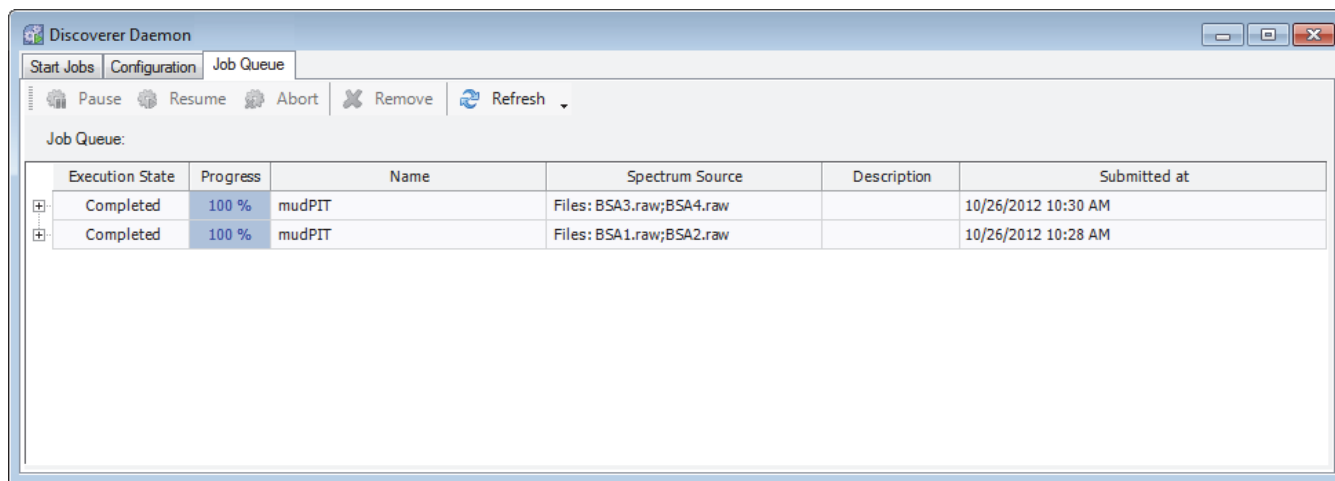 Discoverer Daemon
Start Jobs Configuration Job Queue
Pause Resume Abort Remove Refresh
Job Queue:
Execution State Progress Name Spectrum Source Description Submitted at
Completed 100 % mudPIT Files: BSA3.raw;BSA4.raw 10/26/2012 10:30 AM
Completed 100 % mudPIT Files: BSA1.raw;BSA2.raw 10/26/2012 10:28 AM